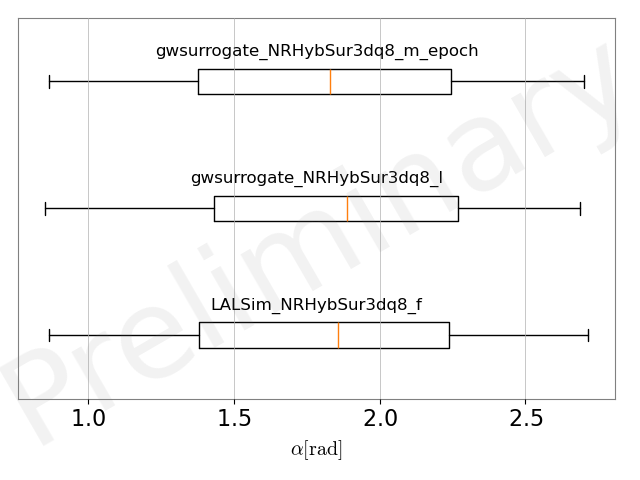 gwsurrogate_NRHybSur3dq8_m_epoch
gwsurrogate_NRHybSur3dq8_l
LALSim_NRHybSur3dq8_f
Preliminary
1.0 1.5 2.0 2.5
α[rad]